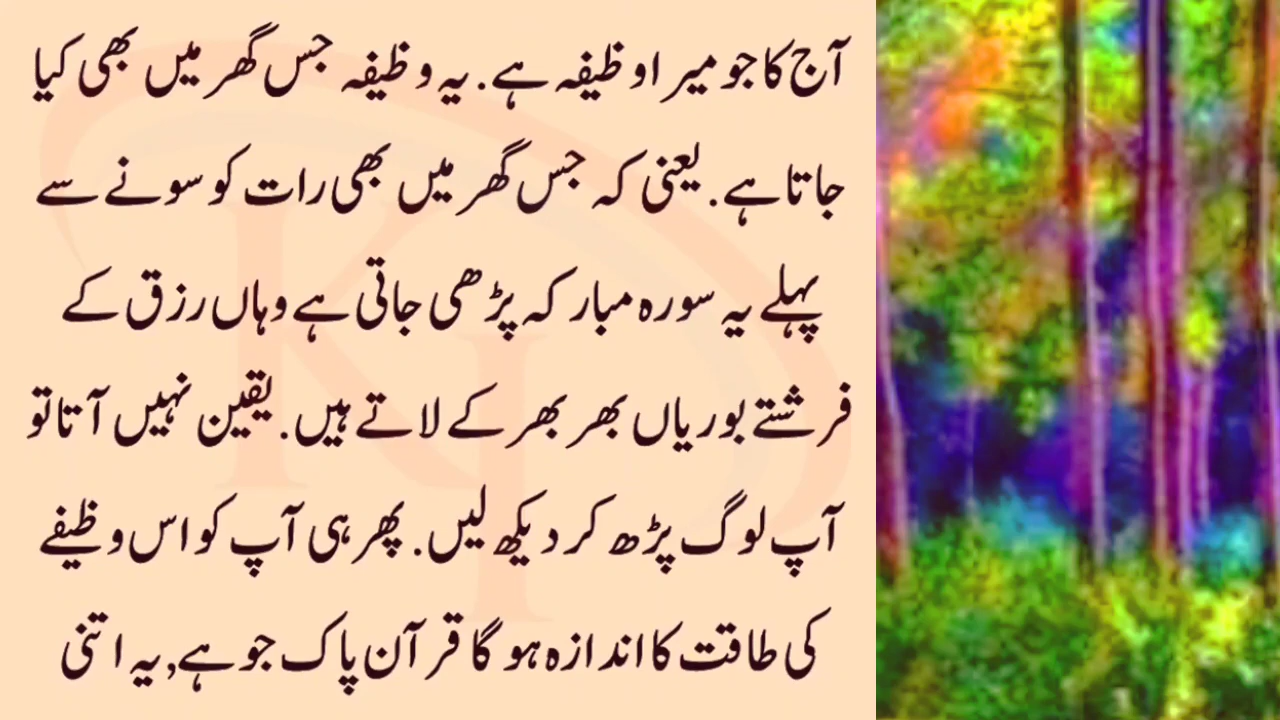 آج کا جو میرا وظیفہ ہے. یہ وظیفہ جس گھر میں بھی کیا
جاتا ہے. یعنی کہ جس گھر میں بھی رات کو سونے سے
پہلے یہ سورہ مبارکہ پڑھی جاتی ہے وہاں رزق کے
فرشتے بوریاں بھر بھر کے لاتے ہیں. یقین نہیں آتا تو
آپ لوگ پڑھ کر دیکھ لیں. پھر ہی آپ کو اس وظیفے
کی طاقت کا اندازہ ہو گا قرآن پاک جو ہے, یہ اتنی